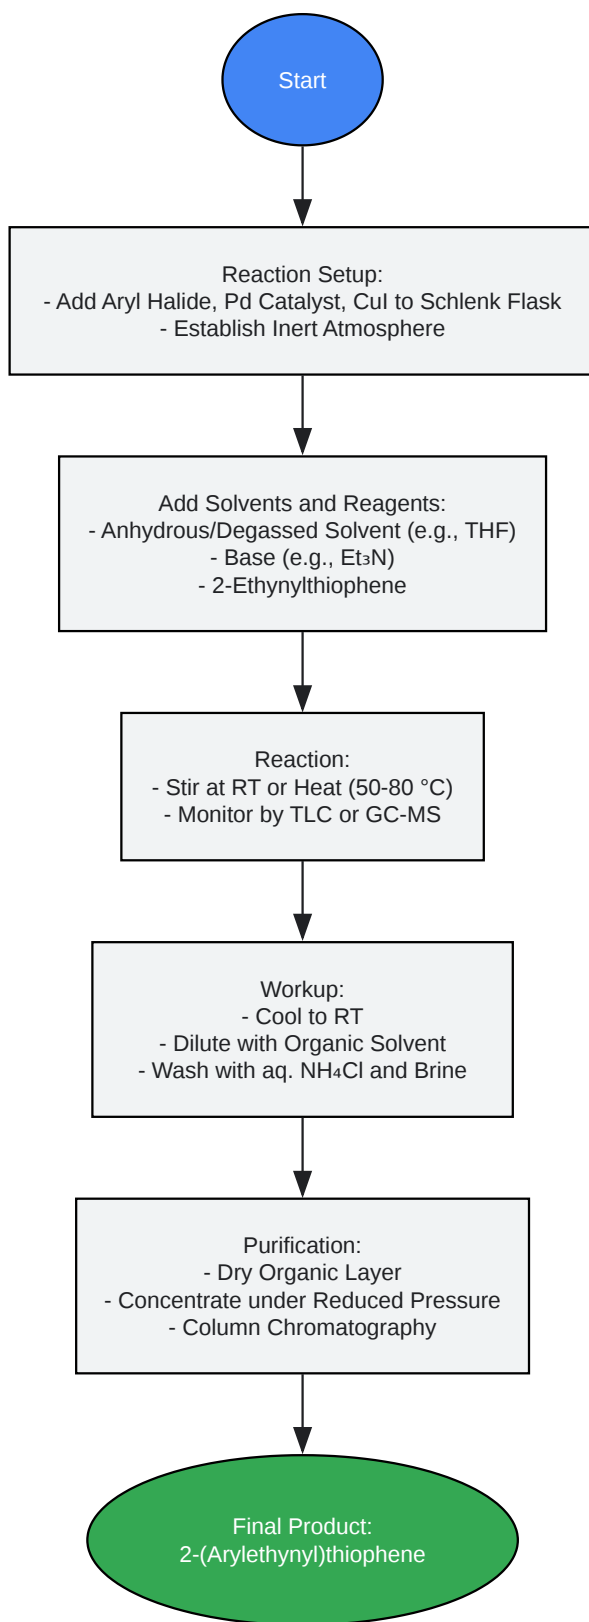 Start
Reaction Setup:
- Add Aryl Halide, Pd Catalyst, CuI to Schlenk Flask
- Establish Inert Atmosphere
Add Solvents and Reagents:
- Anhydrous/Degassed Solvent (e.g., THF)
- Base (e.g., Et₃N)
- 2-Ethynylthiophene
Reaction:
- Stir at RT or Heat (50-80 °C)
- Monitor by TLC or GC-MS
Workup:
- Cool to RT
- Dilute with Organic Solvent
- Wash with aq. NH₄Cl and Brine
Purification:
- Dry Organic Layer
- Concentrate under Reduced Pressure
- Column Chromatography
Final Product:
2-(Arylethynyl)thiophene